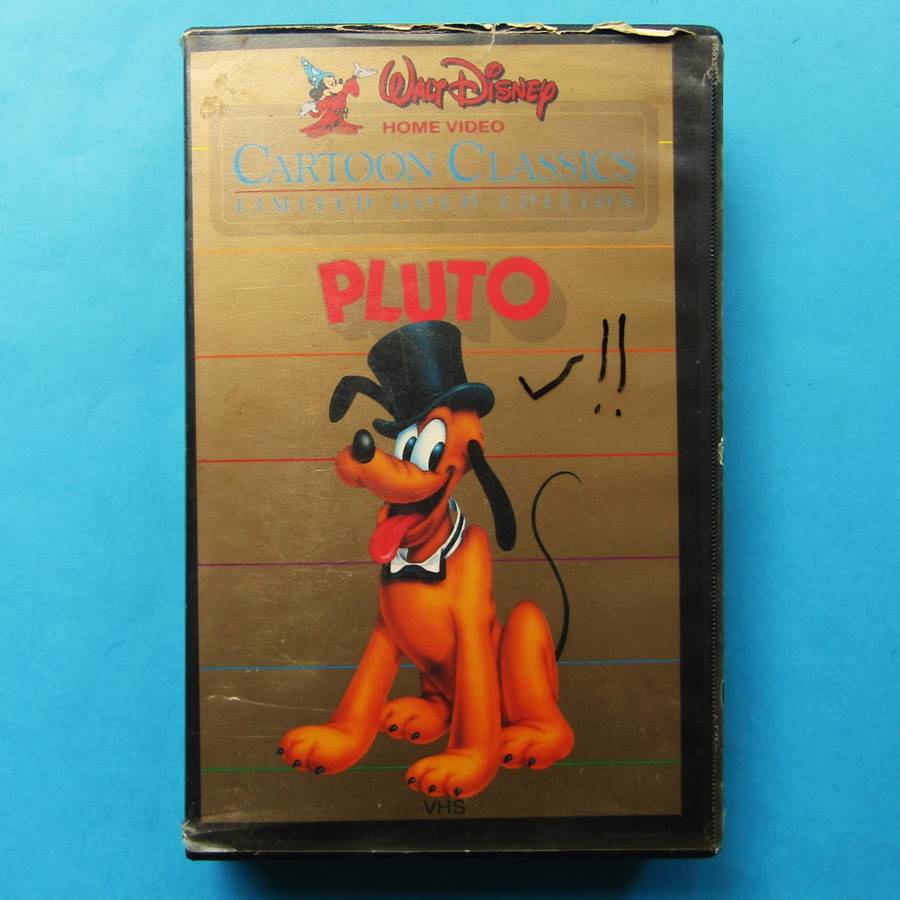 WALT DISNEY
HOME VIDEO
CARTOON CLASSICS
LIMITED GOLD EDITION
PLUTO
!!
VHS